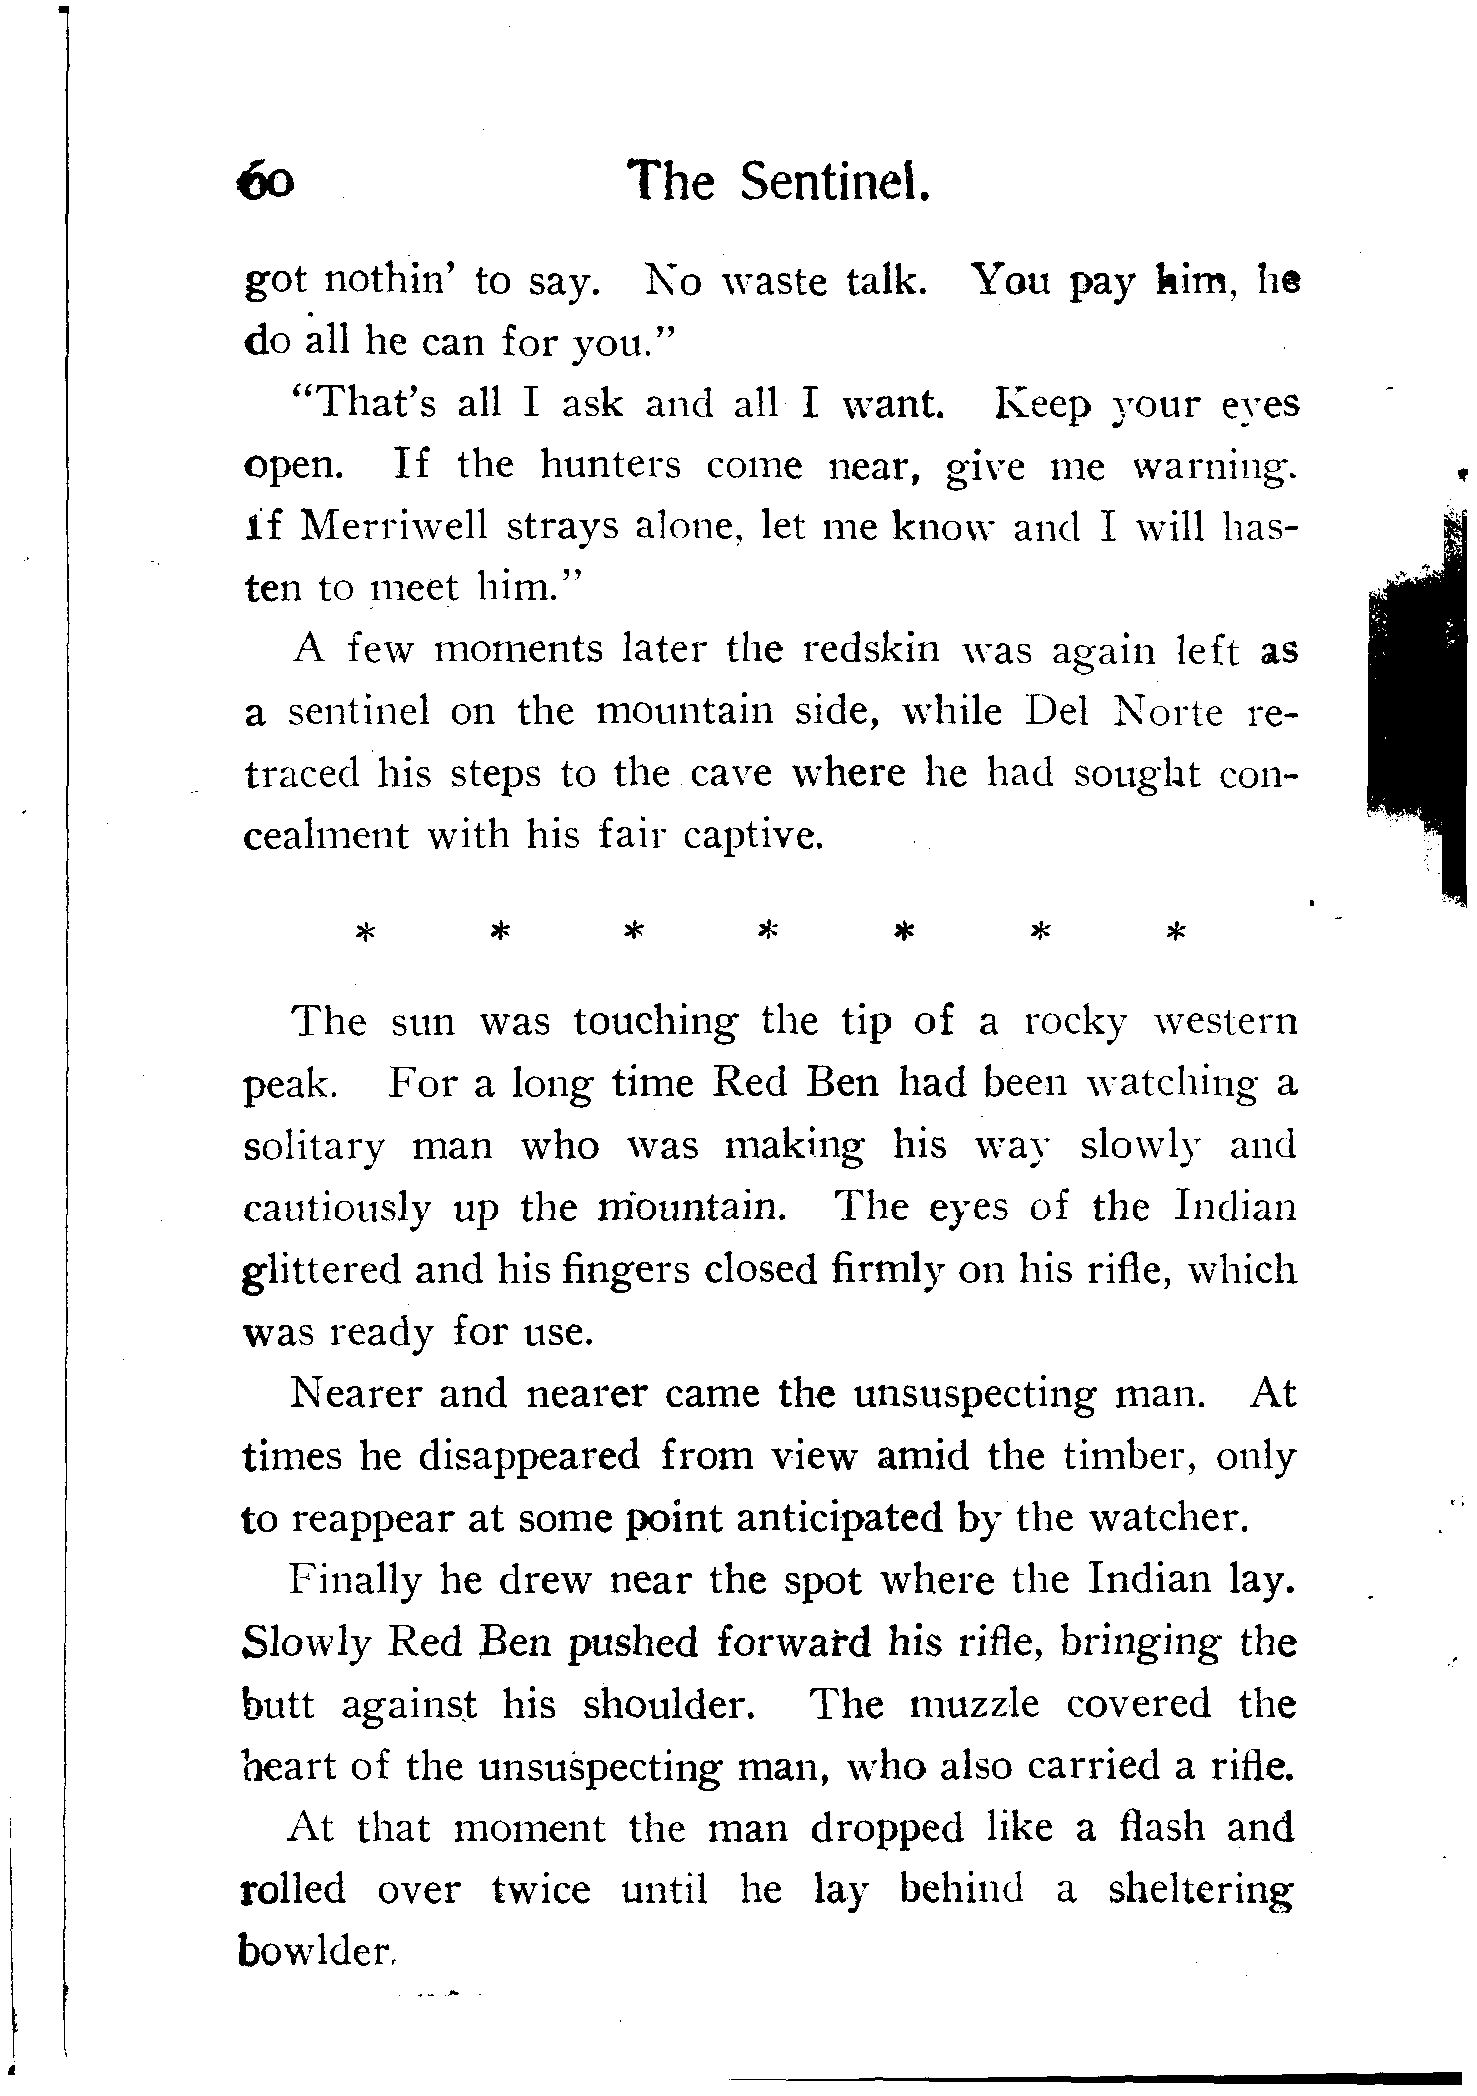 60 The Sentinel.
got nothin' to say. No waste talk. You pay him, he
do all he can for you."
"That's all I ask and all I want. Keep your eyes
open. If the hunters come near, give me warning.
If Merriwell strays alone, let me know and I will has-
ten to meet him."
A few moments later the redskin was again left as
a sentinel on the mountain side, while Del Norte re-
traced his steps to the cave where he had sought con-
cealment with his fair captive.
* * * * * * *
The sun was touching the tip of a rocky western
peak. For a long time Red Ben had been watching a
solitary man who was making his way slowly and
cautiously up the mountain. The eyes of the Indian
glittered and his fingers closed firmly on his rifle, which
was ready for use.
Nearer and nearer came the unsuspecting man. At
times he disappeared from view amid the timber, only
to reappear at some point anticipated by the watcher.
Finally he drew near the spot where the Indian lay.
Slowly Red Ben pushed forward his rifle, bringing the
butt against his shoulder. The muzzle covered the
heart of the unsuspecting man, who also carried a rifle.
At that moment the man dropped like a flash and
rolled over twice until he lay behind a sheltering
bowlder.